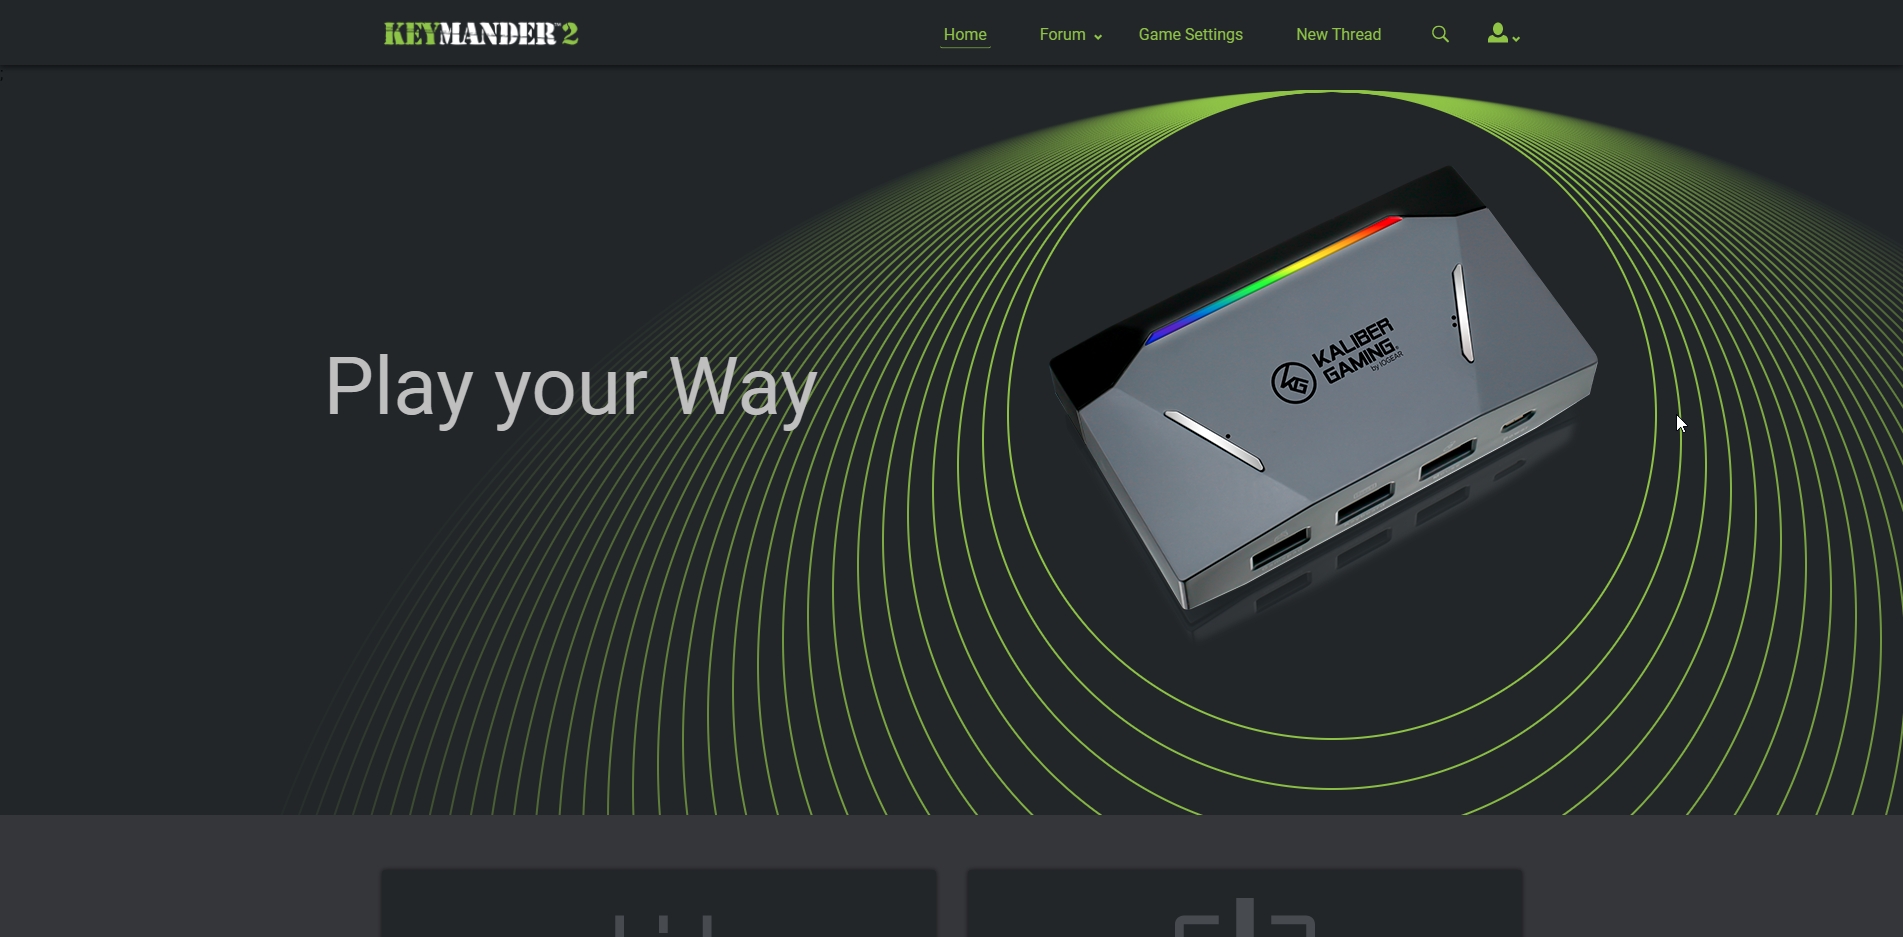 KEYMANDER™2
Home
Forum
Game Settings
New Thread
;
Play your Way
KG
KALIBER
GAMING®
by IOGEAR